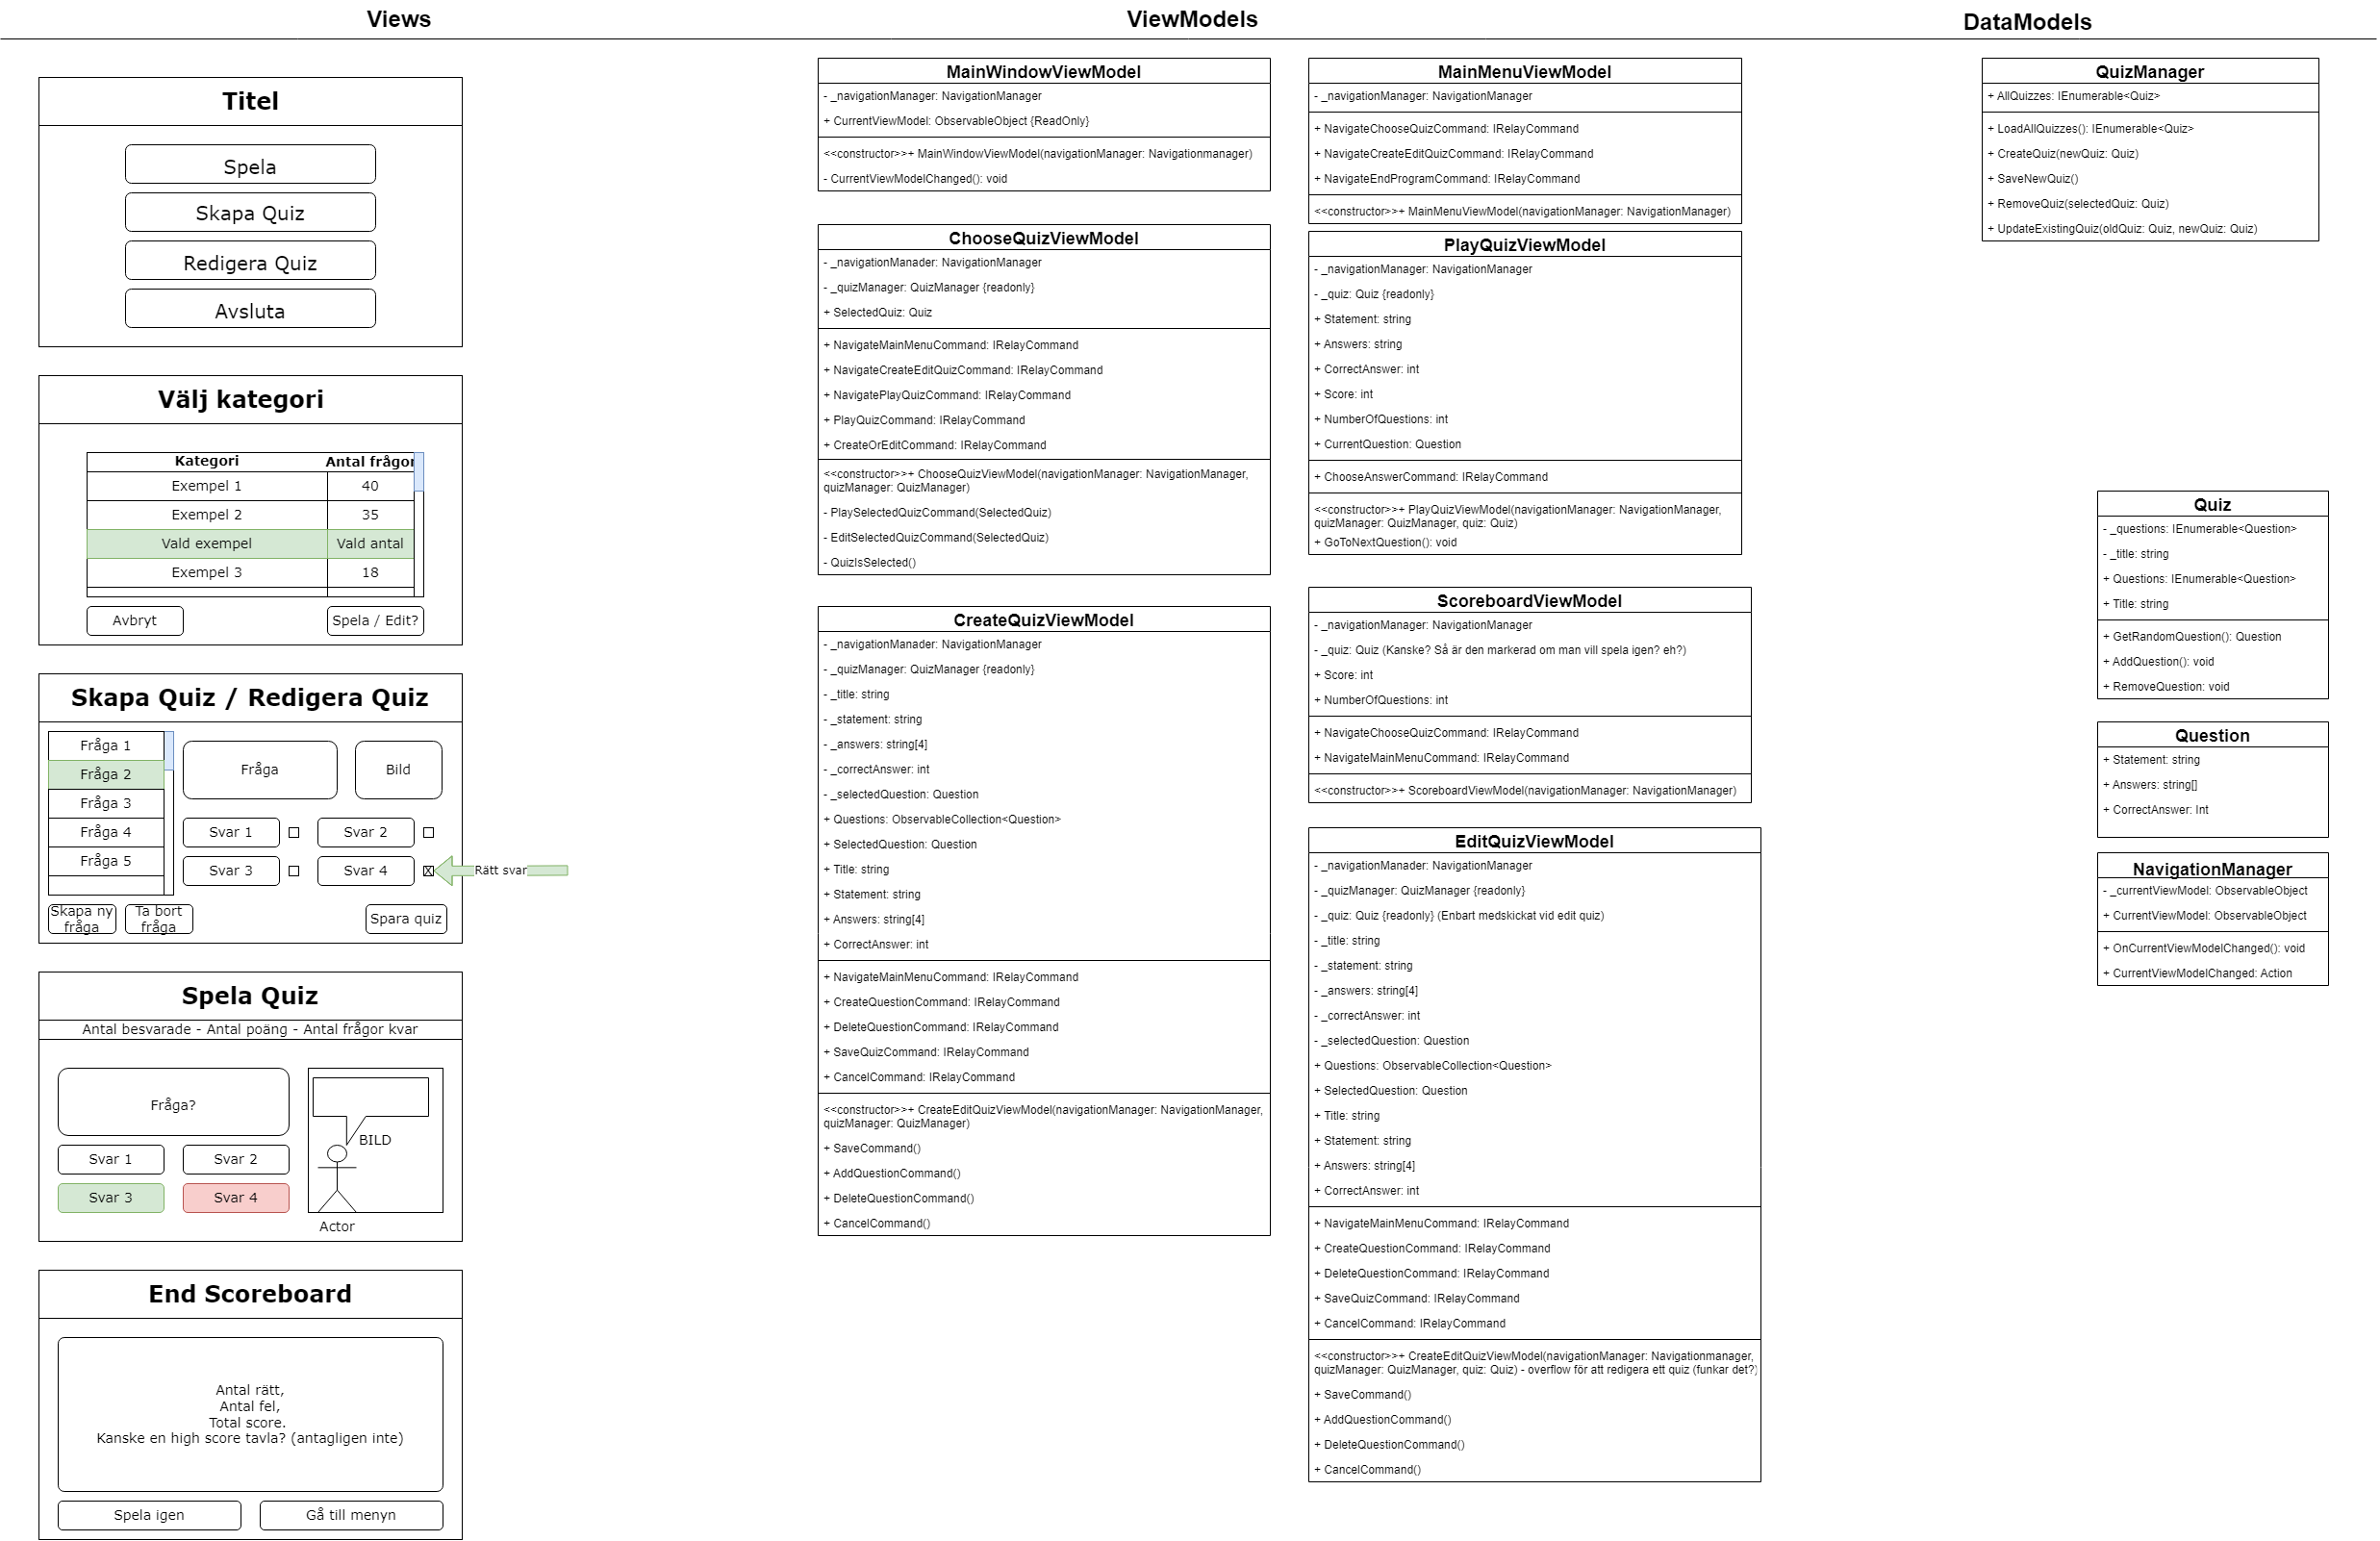 Views
ViewModels
DataModels
Titel
Spela
Skapa Quiz
Redigera Quiz
Avsluta
Välj kategori
Kategori
Antal frågor
Exempel 1
40
Exempel 2
35
Vald exempel
Vald antal
Exempel 3
18
Avbryt
Spela / Edit?
Skapa Quiz / Redigera Quiz
Fråga 1
Fråga 2
Fråga 3
Fråga 4
Fråga 5
Fråga
Bild
Svar 1
Svar 2
Svar 3
Svar 4
X
Rätt svar
Skapa ny
fråga
Ta bort
fråga
Spara quiz
Spela Quiz
Antal besvarade - Antal poäng - Antal frågor kvar
Fråga?
Svar 1
Svar 2
Svar 3
Svar 4
BILD
Actor
End Scoreboard
Antal rätt,
Antal fel,
Total score.
Kanske en high score tavla? (antagligen inte)
Spela igen
Gå till menyn
MainWindowViewModel
- _navigationManager: NavigationManager
+ CurrentViewModel: ObservableObject {ReadOnly}
<<constructor>>+ MainWindowViewModel(navigationManager: Navigationmanager)
- CurrentViewModelChanged(): void
ChooseQuizViewModel
- _navigationManader: NavigationManager
- _quizManager: QuizManager {readonly}
+ SelectedQuiz: Quiz
+ NavigateMainMenuCommand: IRelayCommand
+ NavigateCreateEditQuizCommand: IRelayCommand
+ NavigatePlayQuizCommand: IRelayCommand
+ PlayQuizCommand: IRelayCommand
+ CreateOrEditCommand: IRelayCommand
<<constructor>>+ ChooseQuizViewModel(navigationManager: NavigationManager,
quizManager: QuizManager)
- PlaySelectedQuizCommand(SelectedQuiz)
- EditSelectedQuizCommand(SelectedQuiz)
- QuizIsSelected()
CreateQuizViewModel
- _navigationManader: NavigationManager
- _quizManager: QuizManager {readonly}
- _title: string
- _statement: string
- _answers: string[4]
- _correctAnswer: int
- _selectedQuestion: Question
+ Questions: ObservableCollection<Question>
+ SelectedQuestion: Question
+ Title: string
+ Statement: string
+ Answers: string[4]
+ CorrectAnswer: int
+ NavigateMainMenuCommand: IRelayCommand
+ CreateQuestionCommand: IRelayCommand
+ DeleteQuestionCommand: IRelayCommand
+ SaveQuizCommand: IRelayCommand
+ CancelCommand: IRelayCommand
<<constructor>>+ CreateEditQuizViewModel(navigationManager: NavigationManager,
quizManager: QuizManager)
+ SaveCommand()
+ AddQuestionCommand()
+ DeleteQuestionCommand()
+ CancelCommand()
MainMenuViewModel
- _navigationManager: NavigationManager
+ NavigateChooseQuizCommand: IRelayCommand
+ NavigateCreateEditQuizCommand: IRelayCommand
+ NavigateEndProgramCommand: IRelayCommand
<<constructor>>+ MainMenuViewModel(navigationManager: NavigationManager)
PlayQuizViewModel
- _navigationManager: NavigationManager
- _quiz: Quiz {readonly}
+ Statement: string
+ Answers: string
+ CorrectAnswer: int
+ Score: int
+ NumberOfQuestions: int
+ CurrentQuestion: Question
+ ChooseAnswerCommand: IRelayCommand
<<constructor>>+ PlayQuizViewModel(navigationManager: NavigationManager,
quizManager: QuizManager, quiz: Quiz)
+ GoToNextQuestion(): void
ScoreboardViewModel
- _navigationManager: NavigationManager
- _quiz: Quiz (Kanske? Så är den markerad om man vill spela igen? eh?)
+ Score: int
+ NumberOfQuestions: int
+ NavigateChooseQuizCommand: IRelayCommand
+ NavigateMainMenuCommand: IRelayCommand
<<constructor>>+ ScoreboardViewModel(navigationManager: NavigationManager)
EditQuizViewModel
- _navigationManader: NavigationManager
- _quizManager: QuizManager {readonly}
- _quiz: Quiz {readonly} (Enbart medskickat vid edit quiz)
- _title: string
- _statement: string
- _answers: string[4]
- _correctAnswer: int
- _selectedQuestion: Question
+ Questions: ObservableCollection<Question>
+ SelectedQuestion: Question
+ Title: string
+ Statement: string
+ Answers: string[4]
+ CorrectAnswer: int
+ NavigateMainMenuCommand: IRelayCommand
+ CreateQuestionCommand: IRelayCommand
+ DeleteQuestionCommand: IRelayCommand
+ SaveQuizCommand: IRelayCommand
+ CancelCommand: IRelayCommand
<<constructor>>+ CreateEditQuizViewModel(navigationManager: Navigationmanager,
quizManager: QuizManager, quiz: Quiz) - overflow för att redigera ett quiz (funkar det?)
+ SaveCommand()
+ AddQuestionCommand()
+ DeleteQuestionCommand()
+ CancelCommand()
QuizManager
+ AllQuizzes: IEnumerable<Quiz>
+ LoadAllQuizzes(): IEnumerable<Quiz>
+ CreateQuiz(newQuiz: Quiz)
+ SaveNewQuiz()
+ RemoveQuiz(selectedQuiz: Quiz)
+ UpdateExistingQuiz(oldQuiz: Quiz, newQuiz: Quiz)
Quiz
- _questions: IEnumerable<Question>
- _title: string
+ Questions: IEnumerable<Question>
+ Title: string
+ GetRandomQuestion(): Question
+ AddQuestion(): void
+ RemoveQuestion: void
Question
+ Statement: string
+ Answers: string[]
+ CorrectAnswer: Int
NavigationManager
- _currentViewModel: ObservableObject
+ CurrentViewModel: ObservableObject
+ OnCurrentViewModelChanged(): void
+ CurrentViewModelChanged: Action